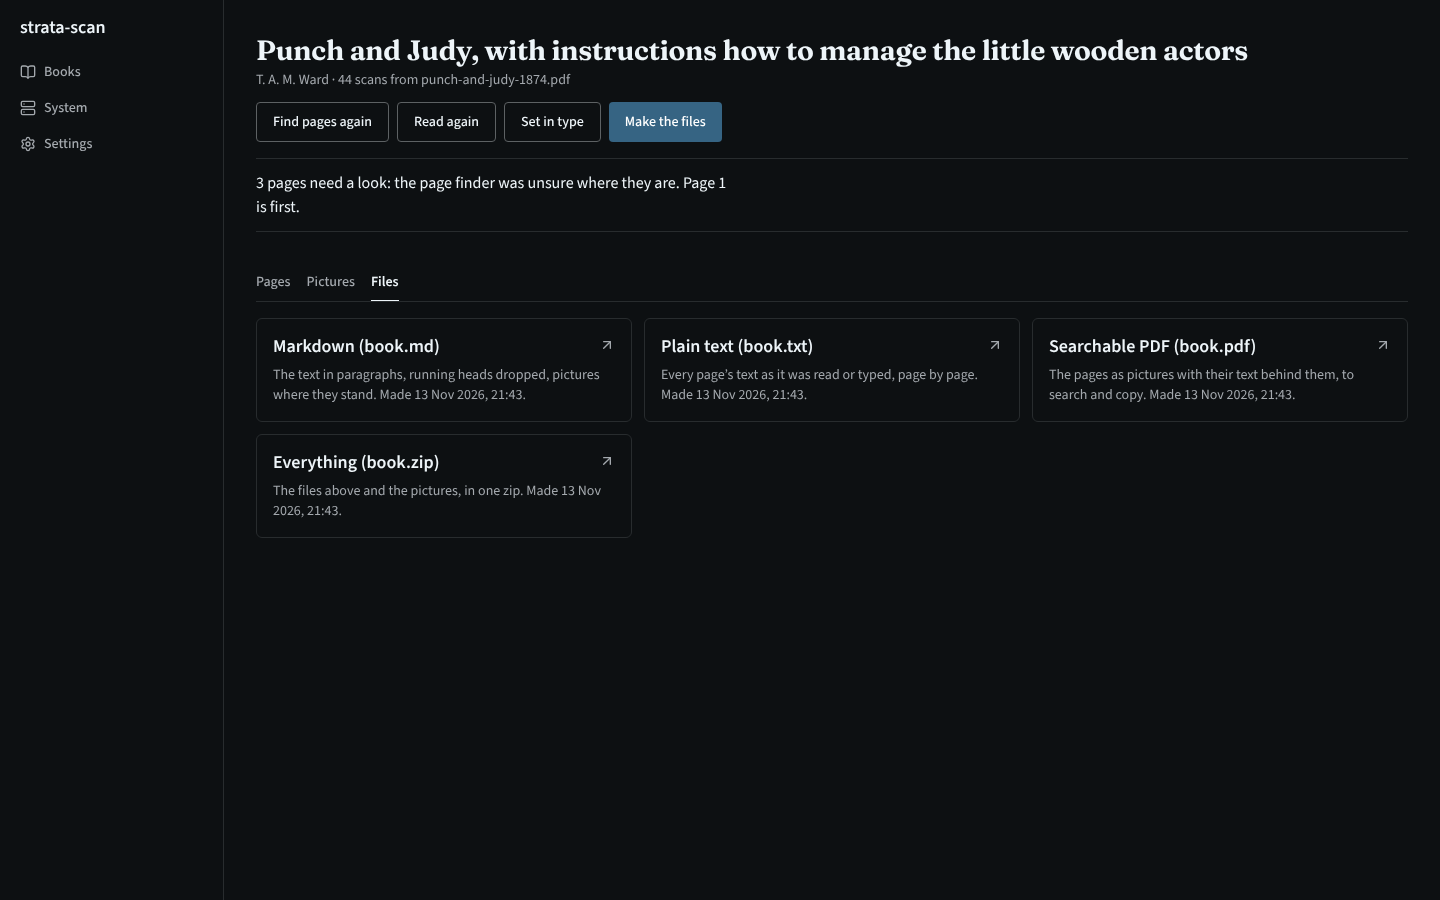 strata-scan
Books
System
Settings
Punch and Judy, with instructions how to manage the little wooden actors
T. A. M. Ward · 44 scans from punch-and-judy-1874.pdf
Find pages again
Read again
Set in type
Make the files
3 pages need a look: the page finder was unsure where they are. Page 1
is first.
Pages
Pictures
Files
Markdown (book.md)
The text in paragraphs, running heads dropped, pictures
where they stand. Made 13 Nov 2026, 21:43.
Plain text (book.txt)
Every page’s text as it was read or typed, page by page.
Made 13 Nov 2026, 21:43.
Searchable PDF (book.pdf)
The pages as pictures with their text behind them, to
search and copy. Made 13 Nov 2026, 21:43.
Everything (book.zip)
The files above and the pictures, in one zip. Made 13 Nov
2026, 21:43.